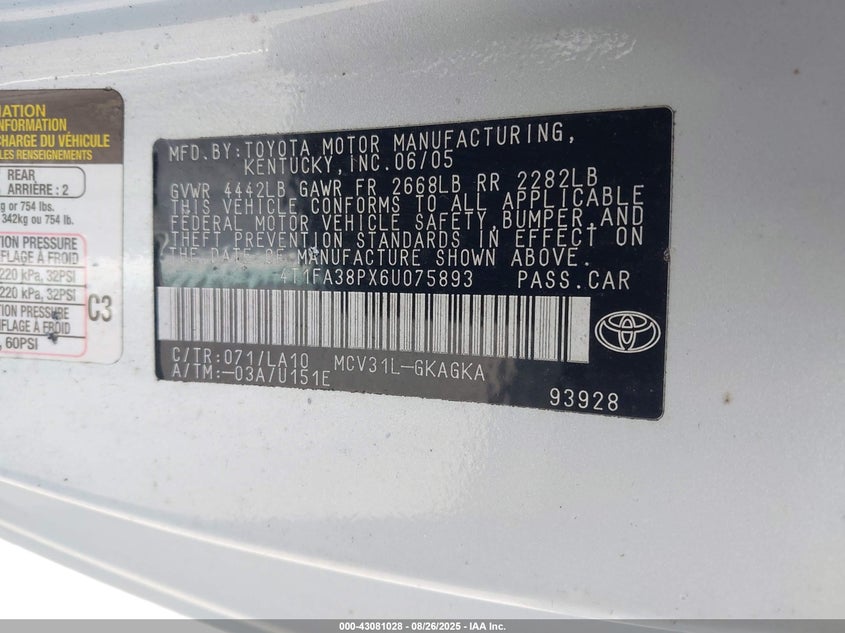 MATION
INFORMATION
CHARGE DU VÉHICULE
LES RENSEIGNEMENTS
REAR
ARRIÈRE : 2
kg or 754 lbs.
342kg ou 754 lb.
PRESSURE
FLAGE À FROID
220 kPa, 32PSI
220 kPa, 32PSI
PRESSURE
FLAGE À FROID
, 60PSI
C3
MFD.BY:TOYOTA MOTOR MANUFACTURING,
KENTUCKY,INC.06/05
GVWR 4442LB GAWR FR 2668LB RR 2282LB
THIS VEHICLE CONFORMS TO ALL APPLICABLE
FEDERAL MOTOR VEHICLE SAFETY,BUMPER,AND
THEFT PREVENTION STANDARDS IN EFFECT ON
THE DATE OF MANUFACTURE SHOWN ABOVE.
4T1FA38PX6U075893 PASS.CAR
C/TR:071/LA10 MCV31L-GKAGKA
A/TM:-03A/U151E
93928
000-43081028 - 08/26/2025 - IAA Inc.